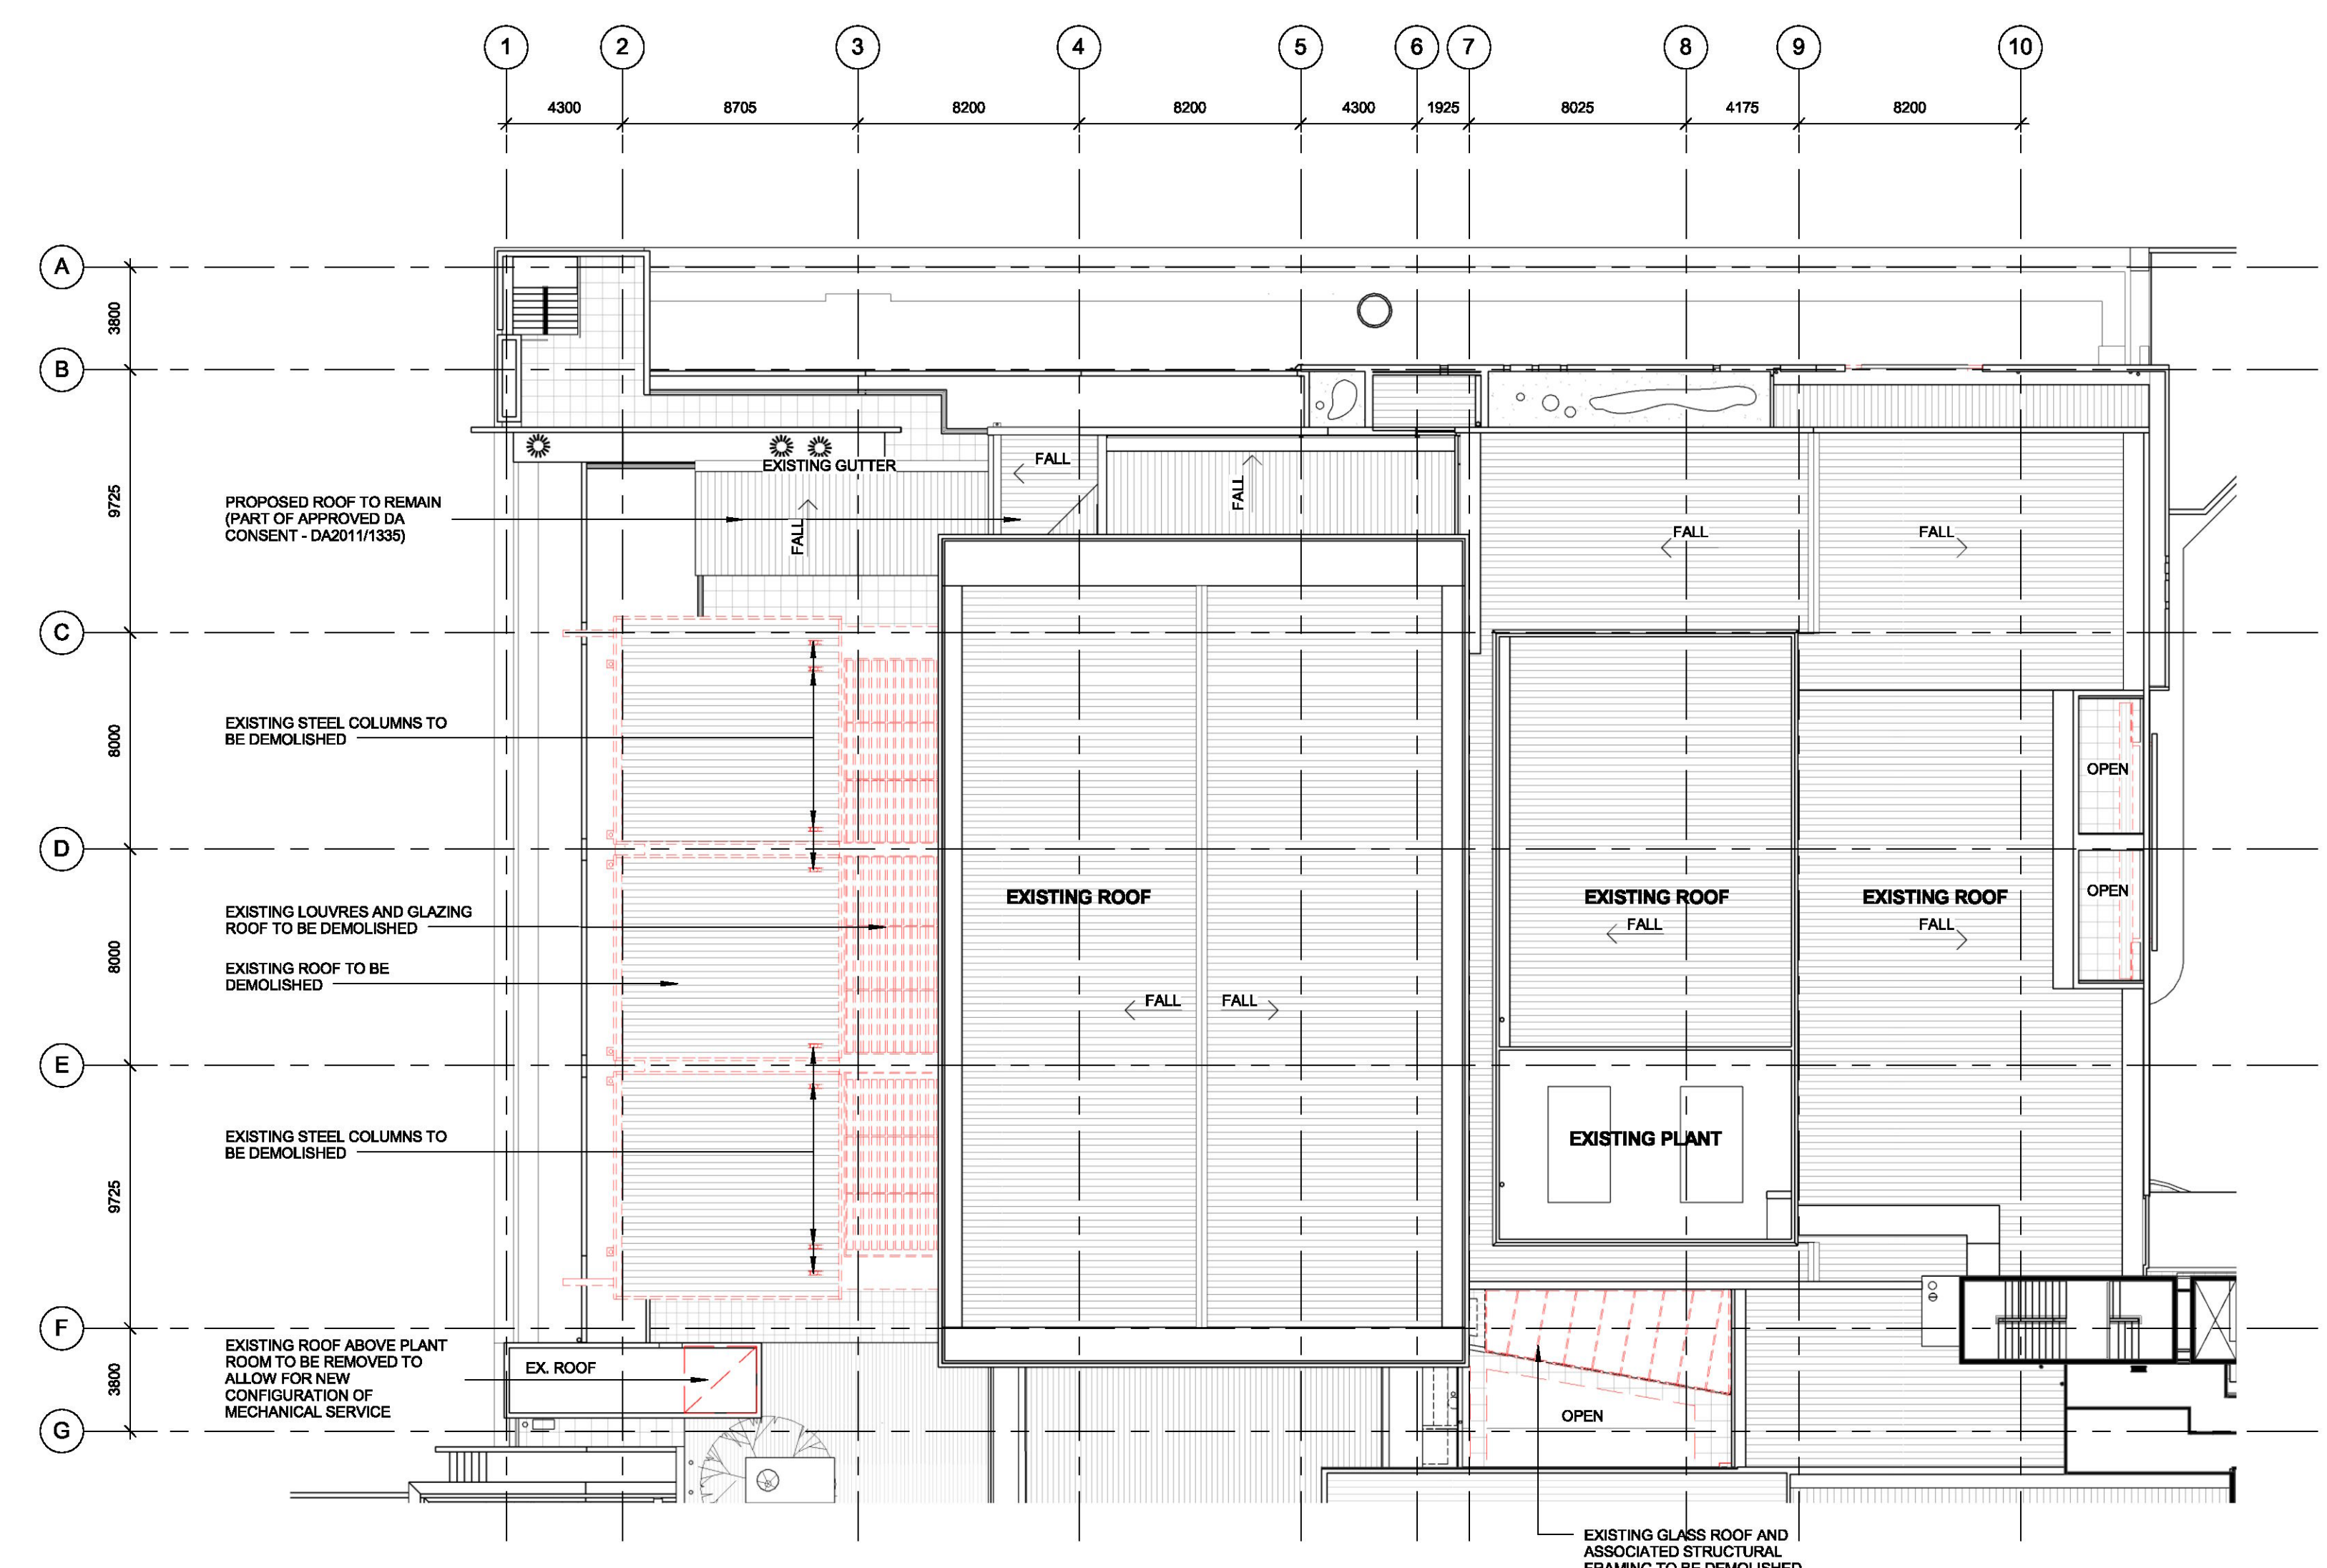 1 2 3 4 5 6 7 8 9 10
4300 8705 8200 8200 4300 1925 8025 4175 8200
A
3800
B
9725
C
8000
D
8000
E
9725
F
3800
G
EXISTING GUTTER
FALL
FALL
FALL
FALL
FALL
PROPOSED ROOF TO REMAIN
(PART OF APPROVED DA
CONSENT - DA2011/1335)
EXISTING STEEL COLUMNS TO
BE DEMOLISHED
OPEN
OPEN
EXISTING ROOF
EXISTING ROOF
FALL
EXISTING ROOF
FALL
EXISTING LOUVRES AND GLAZING
ROOF TO BE DEMOLISHED
EXISTING ROOF TO BE
DEMOLISHED
FALL FALL
EXISTING STEEL COLUMNS TO
BE DEMOLISHED
EXISTING PLANT
EXISTING ROOF ABOVE PLANT
ROOM TO BE REMOVED TO
ALLOW FOR NEW
CONFIGURATION OF
MECHANICAL SERVICE
EX. ROOF
OPEN
EXISTING GLASS ROOF AND
ASSOCIATED STRUCTURAL
FRAMING TO BE DEMOLISHED